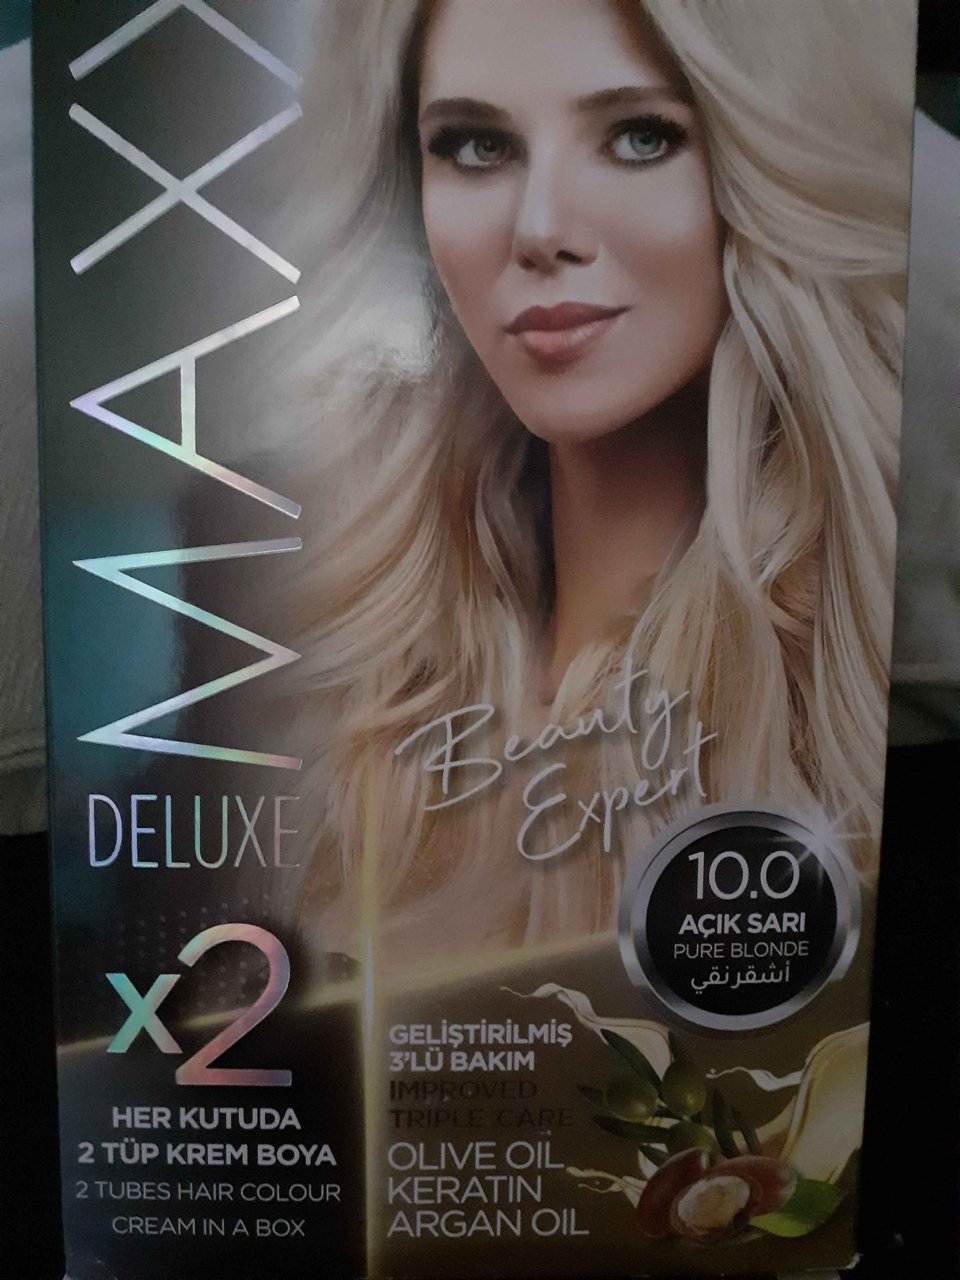 MAXX
DELUXE
Beauty
Expert
10.0
AÇIK SARI
PURE BLONDE
أشقر نقي
x2
HER KUTUDA
2 TÜP KREM BOYA
2 TUBES HAIR COLOUR
CREAM IN A BOX
GELİŞTİRİLMİŞ
3'LÜ BAKIM
IMPROVED
TRIPLE CARE
OLIVE OIL
KERATIN
ARGAN OIL